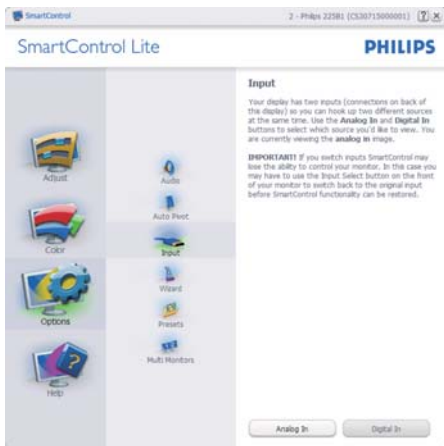 SmartControl
2 - Philips 225B1 (CS30715000001)
SmartControl Lite
PHILIPS
Adjust
Color
Options
Help
Audio
Auto Pivot
Input
Wizard
Presets
Multi Monitors
Input
Your display has two inputs (connections on back of
the display) so you can hook up two different sources
at the same time. Use the Analog In and Digital In
buttons to select which source you'd like to view. You
are currently viewing the analog in image.
IMPORTANT! If you switch inputs SmartControl may
lose the ability to control your monitor. In this case you
may have to use the Input Select button on the front
of your monitor to switch back to the original input
before SmartControl functionality can be restored.
Analog In
Digital In